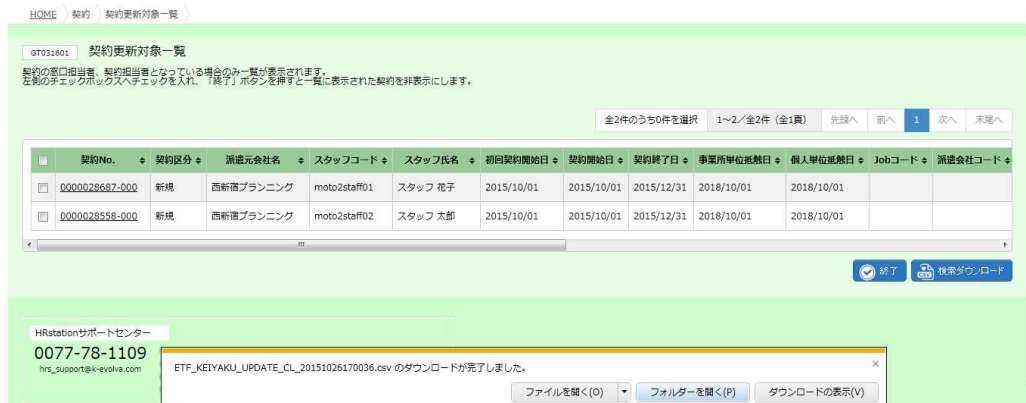 HOME 契約 契約更新対象一覧
GT031601 契約更新対象一覧
契約の窓口担当者、契約担当者となっている場合のみ一覧が表示されます。
左側のチェックボックスへチェックを入れ、「終了」ボタンを押すと一覧に表示された契約を非表示にします。
全2件のうち0件を選択 1～2／全2件（全1頁） 先頭へ 前へ 1 次へ 末尾へ
契約No. 契約区分 派遣元会社名 スタッフコード スタッフ氏名 初回契約開始日 契約開始日 契約終了日 事業所単位抵触日 個人単位抵触日 Jobコード 派遣会社コード
0000028687-000 新規 西新宿プランニング moto2staff01 スタッフ 花子 2015/10/01 2015/10/01 2015/12/31 2018/10/01 2018/10/01
0000028558-000 新規 西新宿プランニング moto2staff02 スタッフ 太郎 2015/10/01 2015/10/01 2015/12/31 2018/10/01 2018/10/01
終了 CSV 検索ダウンロード
HRstationサポートセンター
0077-78-1109
hrs_support@k-evolva.com
ETF_KEIYAKU_UPDATE_CL_20151026170036.csv のダウンロードが完了しました。
ファイルを開く(O) フォルダーを開く(P) ダウンロードの表示(V)